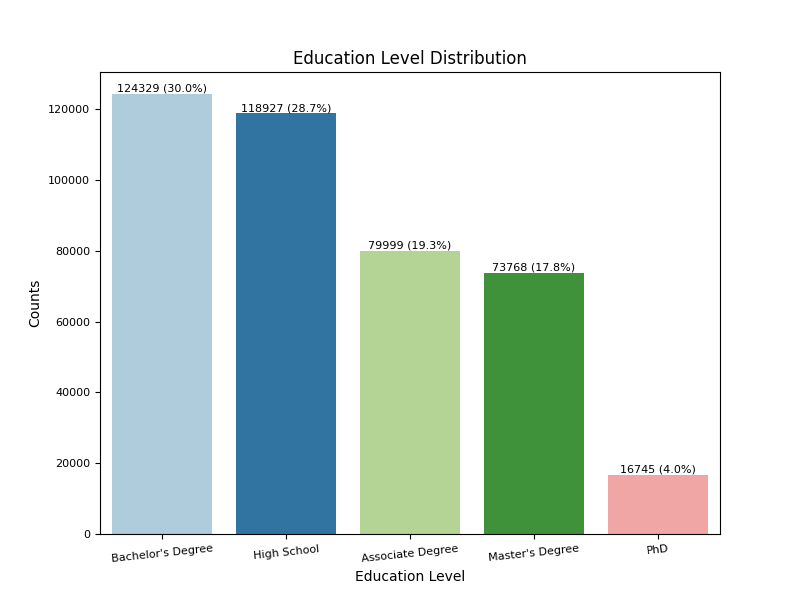 Education Level Distribution
124329 (30.0%)
118927 (28.7%)
79999 (19.3%)
73768 (17.8%)
16745 (4.0%)
120000
100000
80000
60000
40000
20000
0
Counts
Bachelor's Degree
High School
Associate Degree
Master's Degree
PhD
Education Level